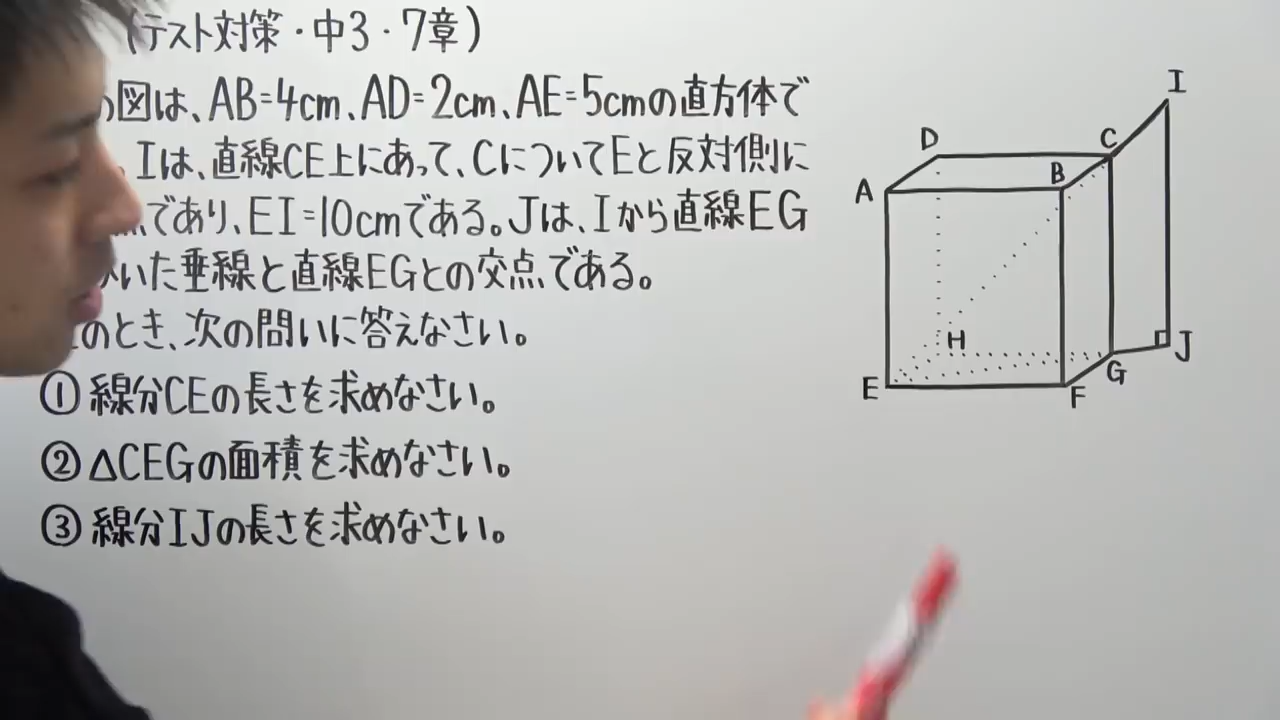 (テスト対策・中3・7章)
図は、AB=4cm、AD=2cm、AE=5cmの直方体で
Iは、直線CE上にあって、CについてEと反対側に
であり、EI=10cmである。Jは、Iから直線EG
いた垂線と直線EGとの交点である。
のとき、次の問いに答えなさい。
① 線分CEの長さを求めなさい。
② △CEGの面積を求めなさい。
③ 線分IJの長さを求めなさい。
I
D
C
B
A
H
J
G
E
F